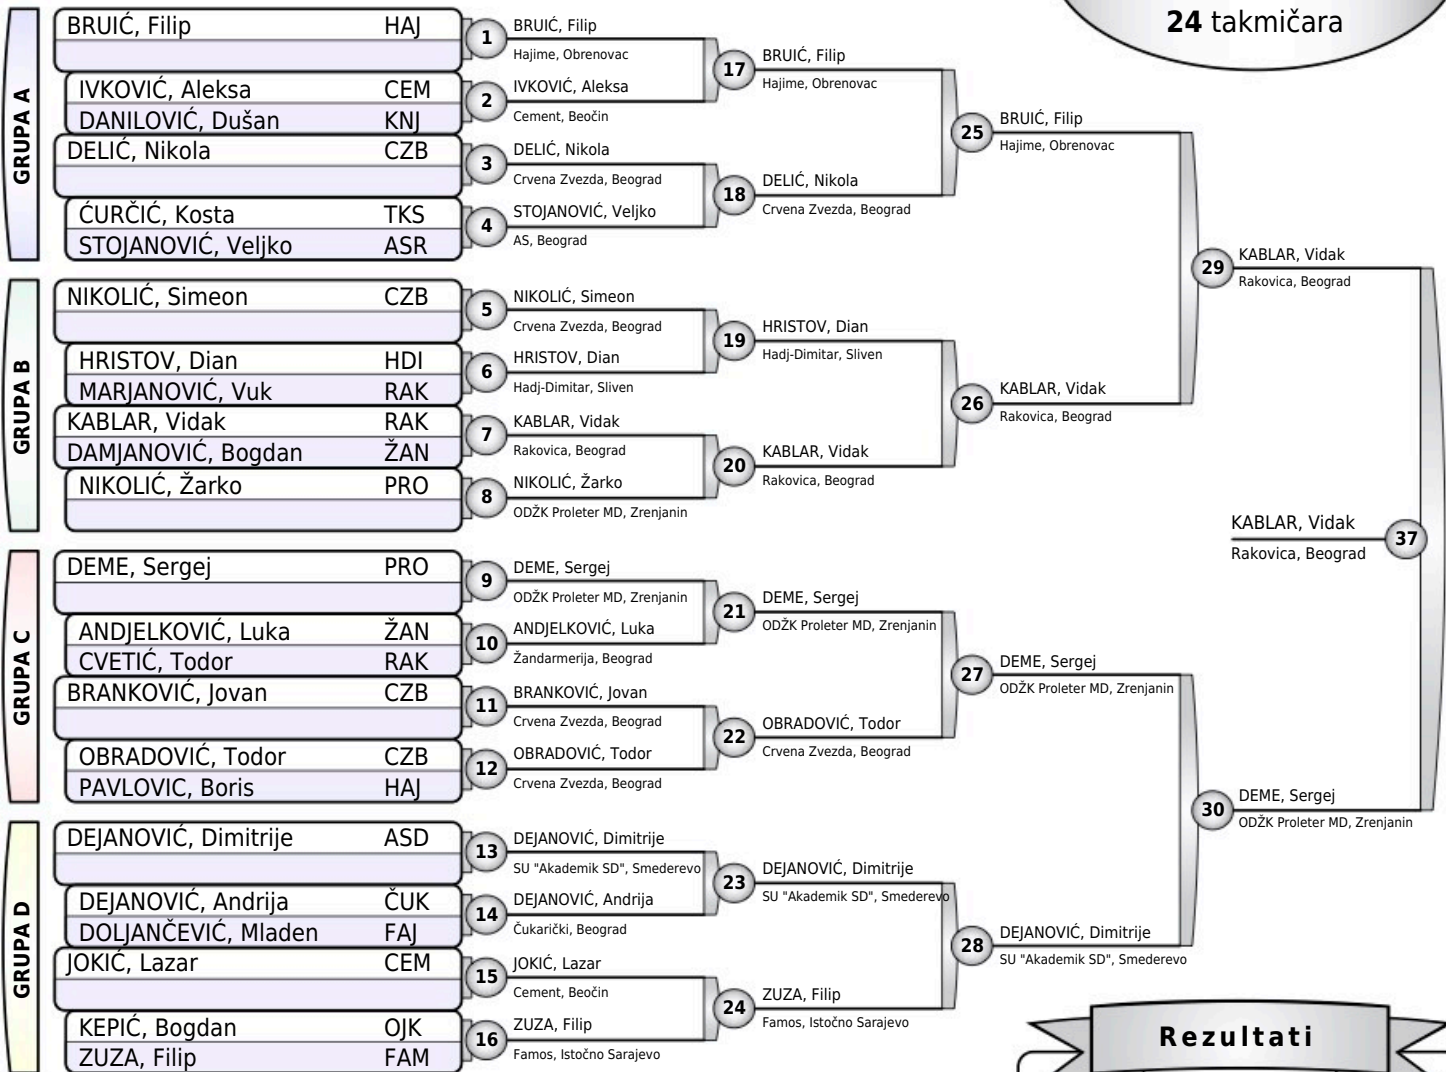 24 takmičara
GRUPA A
BRUIĆ, Filip HAJ
IVKOVIĆ, Aleksa CEM
DANILOVIĆ, Dušan KNJ
DELIĆ, Nikola CZB
ĆURČIĆ, Kosta TKS
STOJANOVIĆ, Veljko ASR
GRUPA B
NIKOLIĆ, Simeon CZB
HRISTOV, Dian HDI
MARJANOVIĆ, Vuk RAK
KABLAR, Vidak RAK
DAMJANOVIĆ, Bogdan ŽAN
NIKOLIĆ, Žarko PRO
GRUPA C
DEME, Sergej PRO
ANDJELKOVIĆ, Luka ŽAN
CVETIĆ, Todor RAK
BRANKOVIĆ, Jovan CZB
OBRADOVIĆ, Todor CZB
PAVLOVIC, Boris HAJ
GRUPA D
DEJANOVIĆ, Dimitrije ASD
DEJANOVIĆ, Andrija ČUK
DOLJANČEVIĆ, Mladen FAJ
JOKIĆ, Lazar CEM
KEPIĆ, Bogdan OJK
ZUZA, Filip FAM
1 BRUIĆ, Filip
Hajime, Obrenovac
2 IVKOVIĆ, Aleksa
Cement, Beočin
3 DELIĆ, Nikola
Crvena Zvezda, Beograd
4 STOJANOVIĆ, Veljko
AS, Beograd
5 NIKOLIĆ, Simeon
Crvena Zvezda, Beograd
6 HRISTOV, Dian
Hadj-Dimitar, Sliven
7 KABLAR, Vidak
Rakovica, Beograd
8 NIKOLIĆ, Žarko
ODŽK Proleter MD, Zrenjanin
9 DEME, Sergej
ODŽK Proleter MD, Zrenjanin
10 ANDJELKOVIĆ, Luka
Žandarmerija, Beograd
11 BRANKOVIĆ, Jovan
Crvena Zvezda, Beograd
12 OBRADOVIĆ, Todor
Crvena Zvezda, Beograd
13 DEJANOVIĆ, Dimitrije
SU "Akademik SD", Smederevo
14 DEJANOVIĆ, Andrija
Čukarički, Beograd
15 JOKIĆ, Lazar
Cement, Beočin
16 ZUZA, Filip
Famos, Istočno Sarajevo
17 BRUIĆ, Filip
Hajime, Obrenovac
18 DELIĆ, Nikola
Crvena Zvezda, Beograd
19 HRISTOV, Dian
Hadj-Dimitar, Sliven
20 KABLAR, Vidak
Rakovica, Beograd
21 DEME, Sergej
ODŽK Proleter MD, Zrenjanin
22 OBRADOVIĆ, Todor
Crvena Zvezda, Beograd
23 DEJANOVIĆ, Dimitrije
SU "Akademik SD", Smederevo
24 ZUZA, Filip
Famos, Istočno Sarajevo
25 BRUIĆ, Filip
Hajime, Obrenovac
26 KABLAR, Vidak
Rakovica, Beograd
27 DEME, Sergej
ODŽK Proleter MD, Zrenjanin
28 DEJANOVIĆ, Dimitrije
SU "Akademik SD", Smederevo
29 KABLAR, Vidak
Rakovica, Beograd
30 DEME, Sergej
ODŽK Proleter MD, Zrenjanin
KABLAR, Vidak 37
Rakovica, Beograd
Rezultati